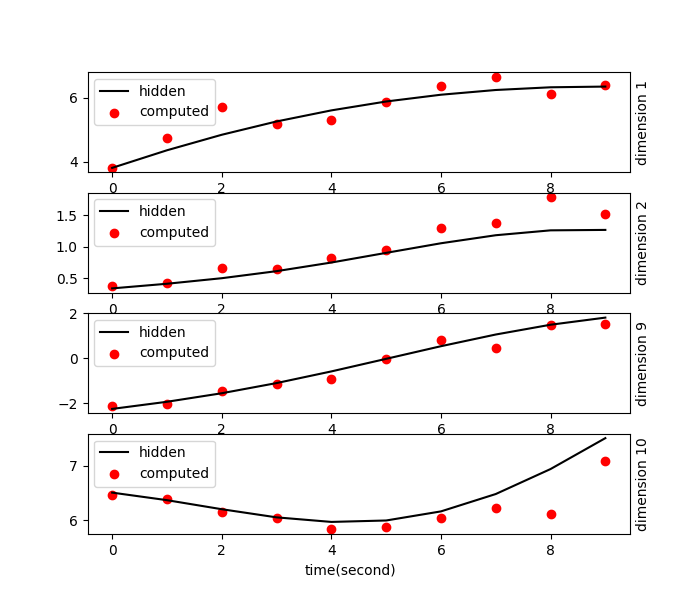 hidden
computed
6
4
dimension 1
0 2 4 6 8
hidden
computed
1.5
1.0
0.5
dimension 2
0 2 4 6 8
hidden
computed
2
0
−2
dimension 9
0 2 4 6 8
hidden
computed
7
6
dimension 10
0 2 4 6 8
time(second)